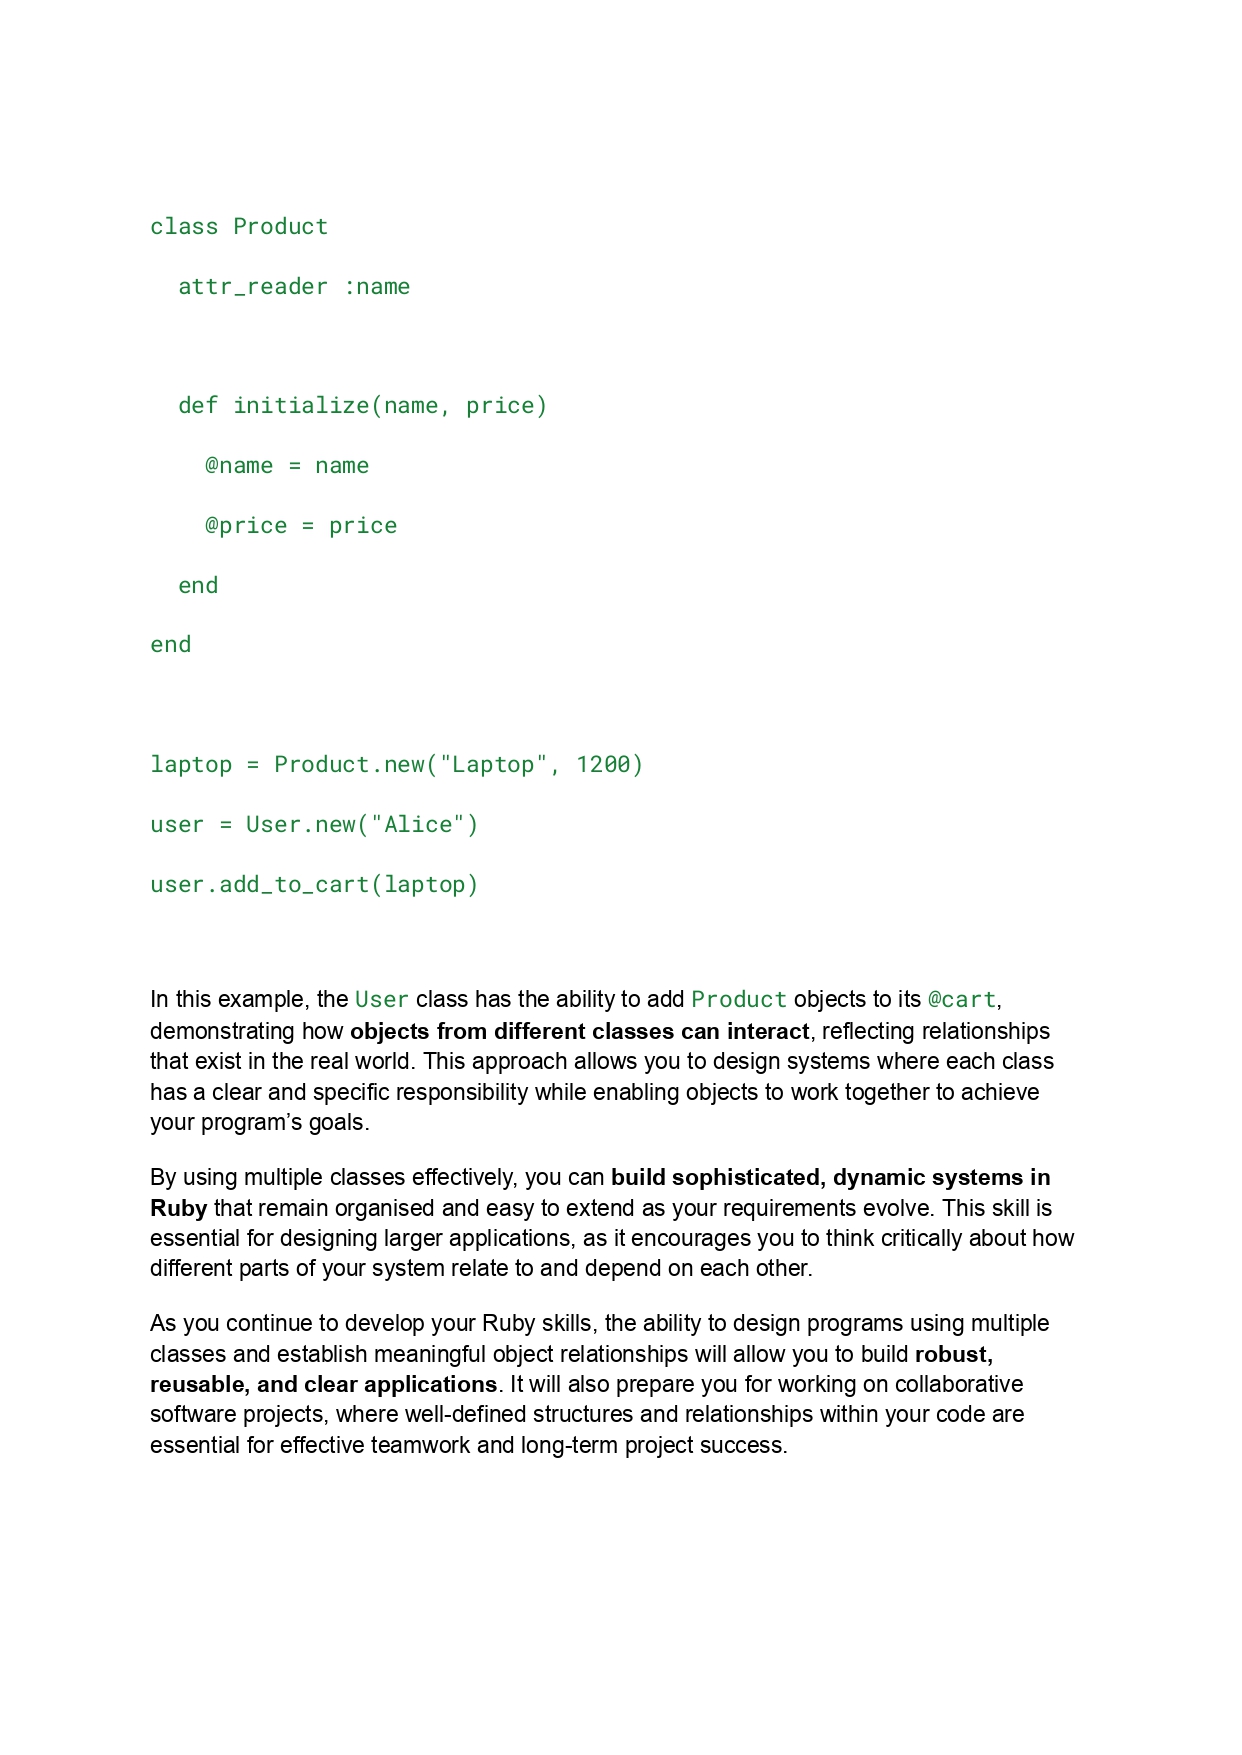 class Product
  attr_reader :name
  def initialize(name, price)
    @name = name
    @price = price
  end
end
laptop = Product.new("Laptop", 1200)
user = User.new("Alice")
user.add_to_cart(laptop)
In this example, the User class has the ability to add Product objects to its @cart,
demonstrating how objects from different classes can interact, reflecting relationships
that exist in the real world. This approach allows you to design systems where each class
has a clear and specific responsibility while enabling objects to work together to achieve
your program’s goals.
By using multiple classes effectively, you can build sophisticated, dynamic systems in
Ruby that remain organised and easy to extend as your requirements evolve. This skill is
essential for designing larger applications, as it encourages you to think critically about how
different parts of your system relate to and depend on each other.
As you continue to develop your Ruby skills, the ability to design programs using multiple
classes and establish meaningful object relationships will allow you to build robust,
reusable, and clear applications. It will also prepare you for working on collaborative
software projects, where well-defined structures and relationships within your code are
essential for effective teamwork and long-term project success.